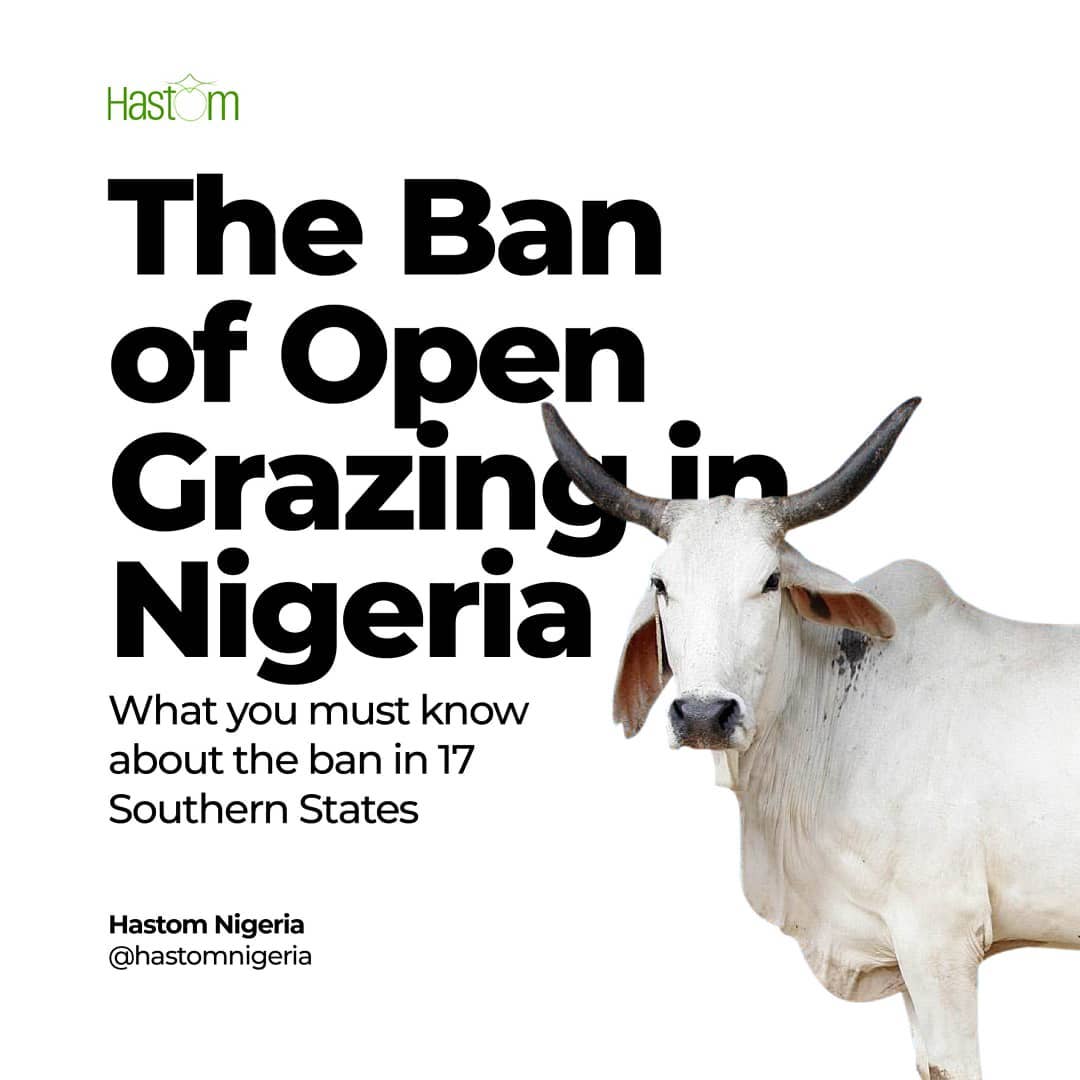 Hastom
The Ban
of Open
Grazing in
Nigeria
What you must know
about the ban in 17
Southern States
Hastom Nigeria
@hastomnigeria